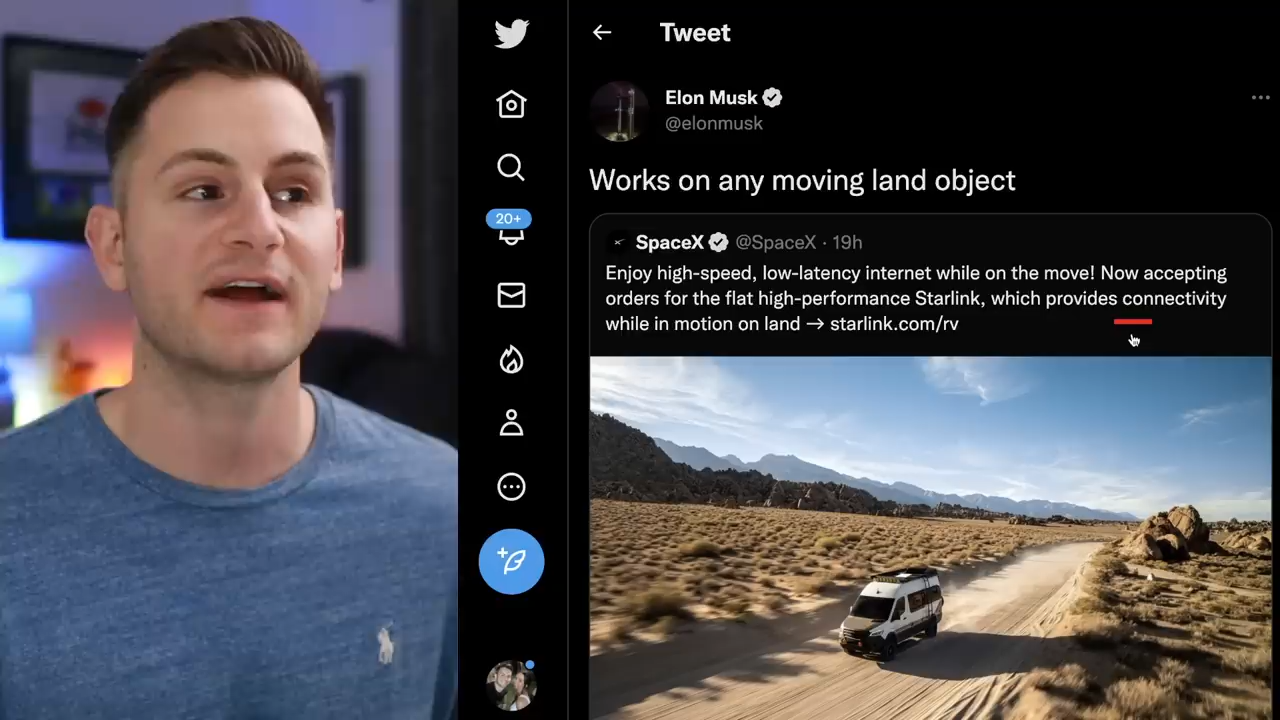 Tweet
Elon Musk
@elonmusk
Works on any moving land object
20+
SpaceX @SpaceX · 19h
Enjoy high-speed, low-latency internet while on the move! Now accepting
orders for the flat high-performance Starlink, which provides connectivity
while in motion on land → starlink.com/rv